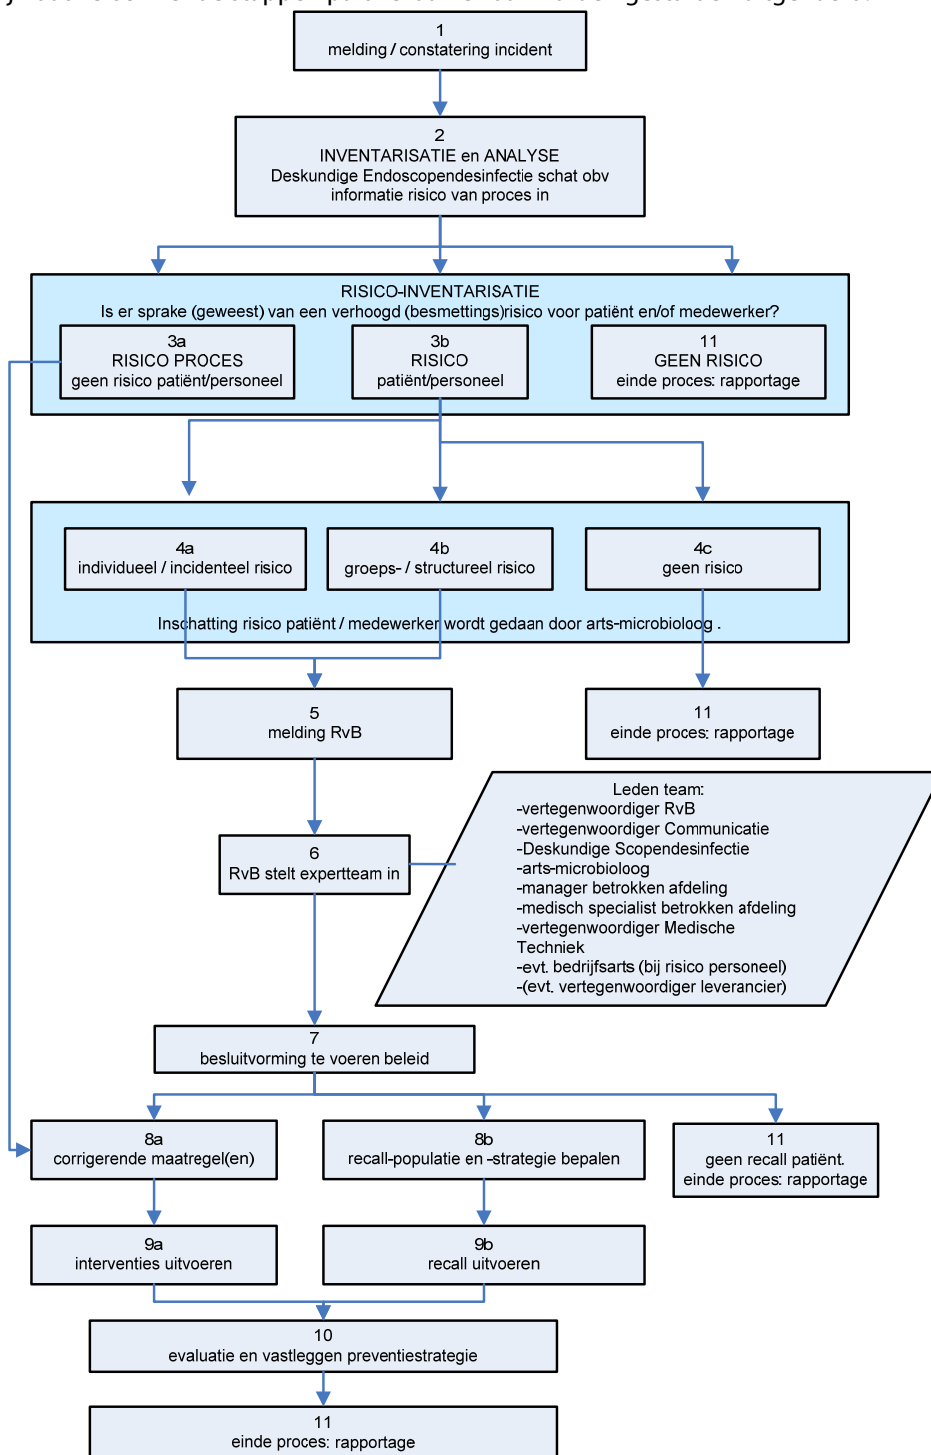 1
melding / constatering incident
2
INVENTARISATIE en ANALYSE
Deskundige Endoscopendesinfectie schat obv
informatie risico van proces in
RISICO-INVENTARISATIE
Is er sprake (geweest) van een verhoogd (besmettings)risico voor patiënt en/of medewerker?
3a
RISICO PROCES
geen risico patiënt/personeel
3b
RISICO
patiënt/personeel
11
GEEN RISICO
einde proces: rapportage
4a
individueel / incidenteel risico
4b
groeps- / structureel risico
4c
geen risico
Inschatting risico patiënt / medewerker wordt gedaan door arts-microbioloog .
5
melding RvB
11
einde proces: rapportage
6
RvB stelt expertteam in
Leden team:
-vertegenwoordiger RvB
-vertegenwoordiger Communicatie
-Deskundige Scopendesinfectie
-arts-microbioloog
-manager betrokken afdeling
-medisch specialist betrokken afdeling
-vertegenwoordiger Medische
Techniek
-evt. bedrijfsarts (bij risico personeel)
-(evt. vertegenwoordiger leverancier)
7
besluitvorming te voeren beleid
8a
corrigerende maatregel(en)
8b
recall-populatie en -strategie bepalen
11
geen recall patiënt.
einde proces: rapportage
9a
interventies uitvoeren
9b
recall uitvoeren
10
evaluatie en vastleggen preventiestrategie
11
einde proces: rapportage